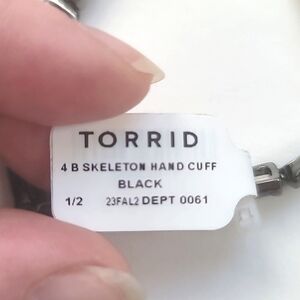 TORRID
4 B SKELETON HAND CUFF
BLACK
1/2 23FAL2 DEPT 0061